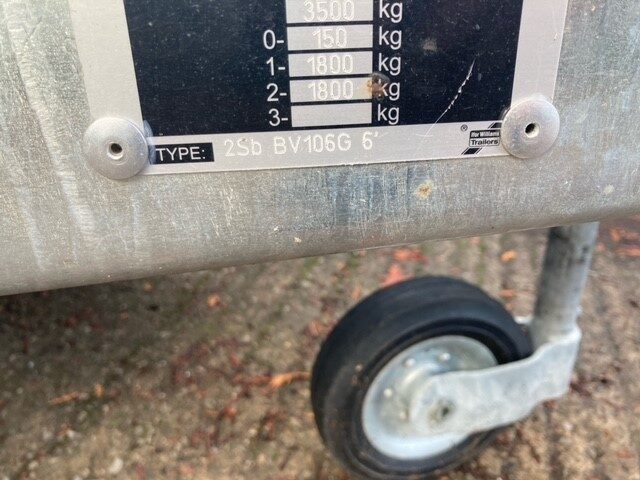 3500 kg
0- 150 kg
1- 1800 kg
2- 1800 kg
3- kg
TYPE: 2Sb BV106G 6' ® Ifor Williams
Trailers